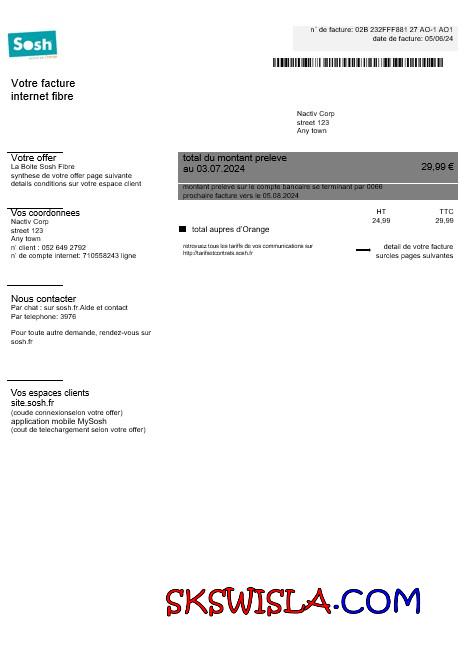 Sosh
n° de facture: 02B 232FFF881 27 AO-1 AO1
date de facture: 05/06/24
Votre facture
internet fibre
Nactiv Corp
street 123
Any town
Votre offer
La Boite Sosh Fibre
synthese de votre offer page suivante
details conditions sur votre espace client
total du montant preleve
au 03.07.2024
29,99 €
montant preleve sur le compte bancaire se terminant par 0066
prochaine facture vers le 05.08.2024
Vos coordonnees
Nactiv Corp
street 123
Any town
n° client : 052 649 2792
n° de compte internet: 710558243 ligne
HT TTC
24,99 29,99
total aupres d'Orange
retrouvez tous les tarifs de vos communications sur
http://tarifsetcontrats.sosh.fr
detail de votre facture
surcies pages suivantes
Nous contacter
Par chat : sur sosh.fr.Aide et contact
Par telephone: 3976
Pour toute autre demande, rendez-vous sur
sosh.fr
Vos espaces clients
site.sosh.fr
(coude connexionselon votre offer)
application mobile MySosh
(cout de telechargement selon votre offer)
SKSWISLA.COM